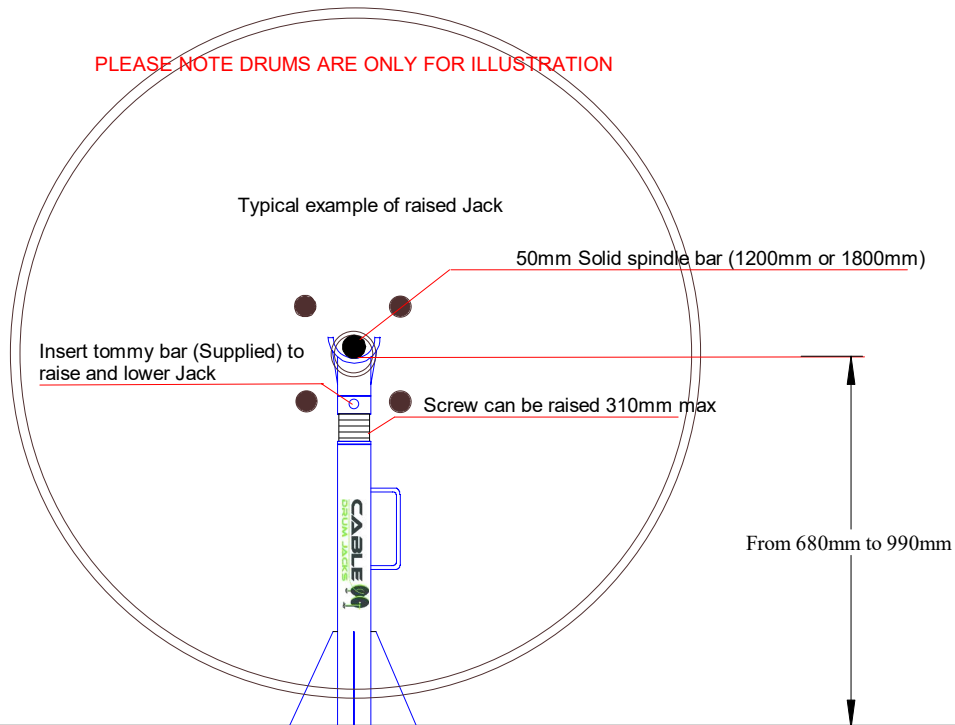 PLEASE NOTE DRUMS ARE ONLY FOR ILLUSTRATION
Typical example of raised Jack
50mm Solid spindle bar (1200mm or 1800mm)
Insert tommy bar (Supplied) to
raise and lower Jack
Screw can be raised 310mm max
CABLE
DRUM JACKS
From 680mm to 990mm